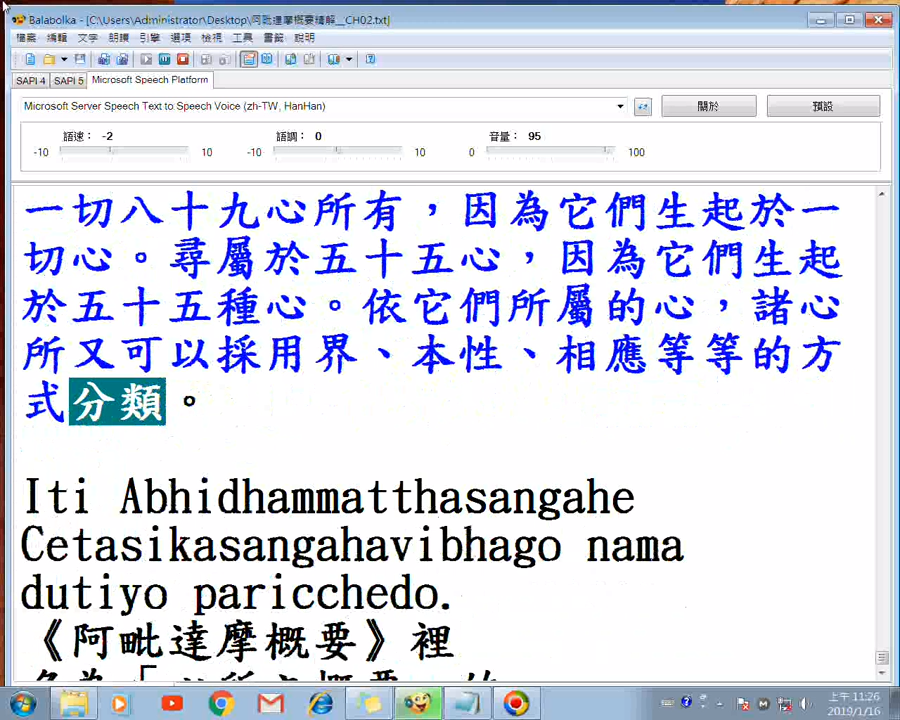 Balabolka - [C:\Users\Administrator\Desktop\阿毗達摩概要精解__CH02.txt]
檔案 編輯 文字 朗讀 引擎 選項 檢視 工具 書籤 說明
SAPI 4 SAPI 5 Microsoft Speech Platform
Microsoft Server Speech Text to Speech Voice (zh-TW, HanHan) 關於 預設
語速： -2 語調： 0 音量： 95
-10 10 -10 10 0 100
一切八十九心所有，因為它們生起於一
切心。尋屬於五十五心，因為它們生起
於五十五種心。依它們所屬的心，諸心
所又可以採用界、本性、相應等等的方
式分類。
Iti Abhidhammatthasangahe
Cetasikasangahavibhago nama
dutiyo paricchedo.
《阿毗達摩概要》裡
上午 11:26
2019/1/16